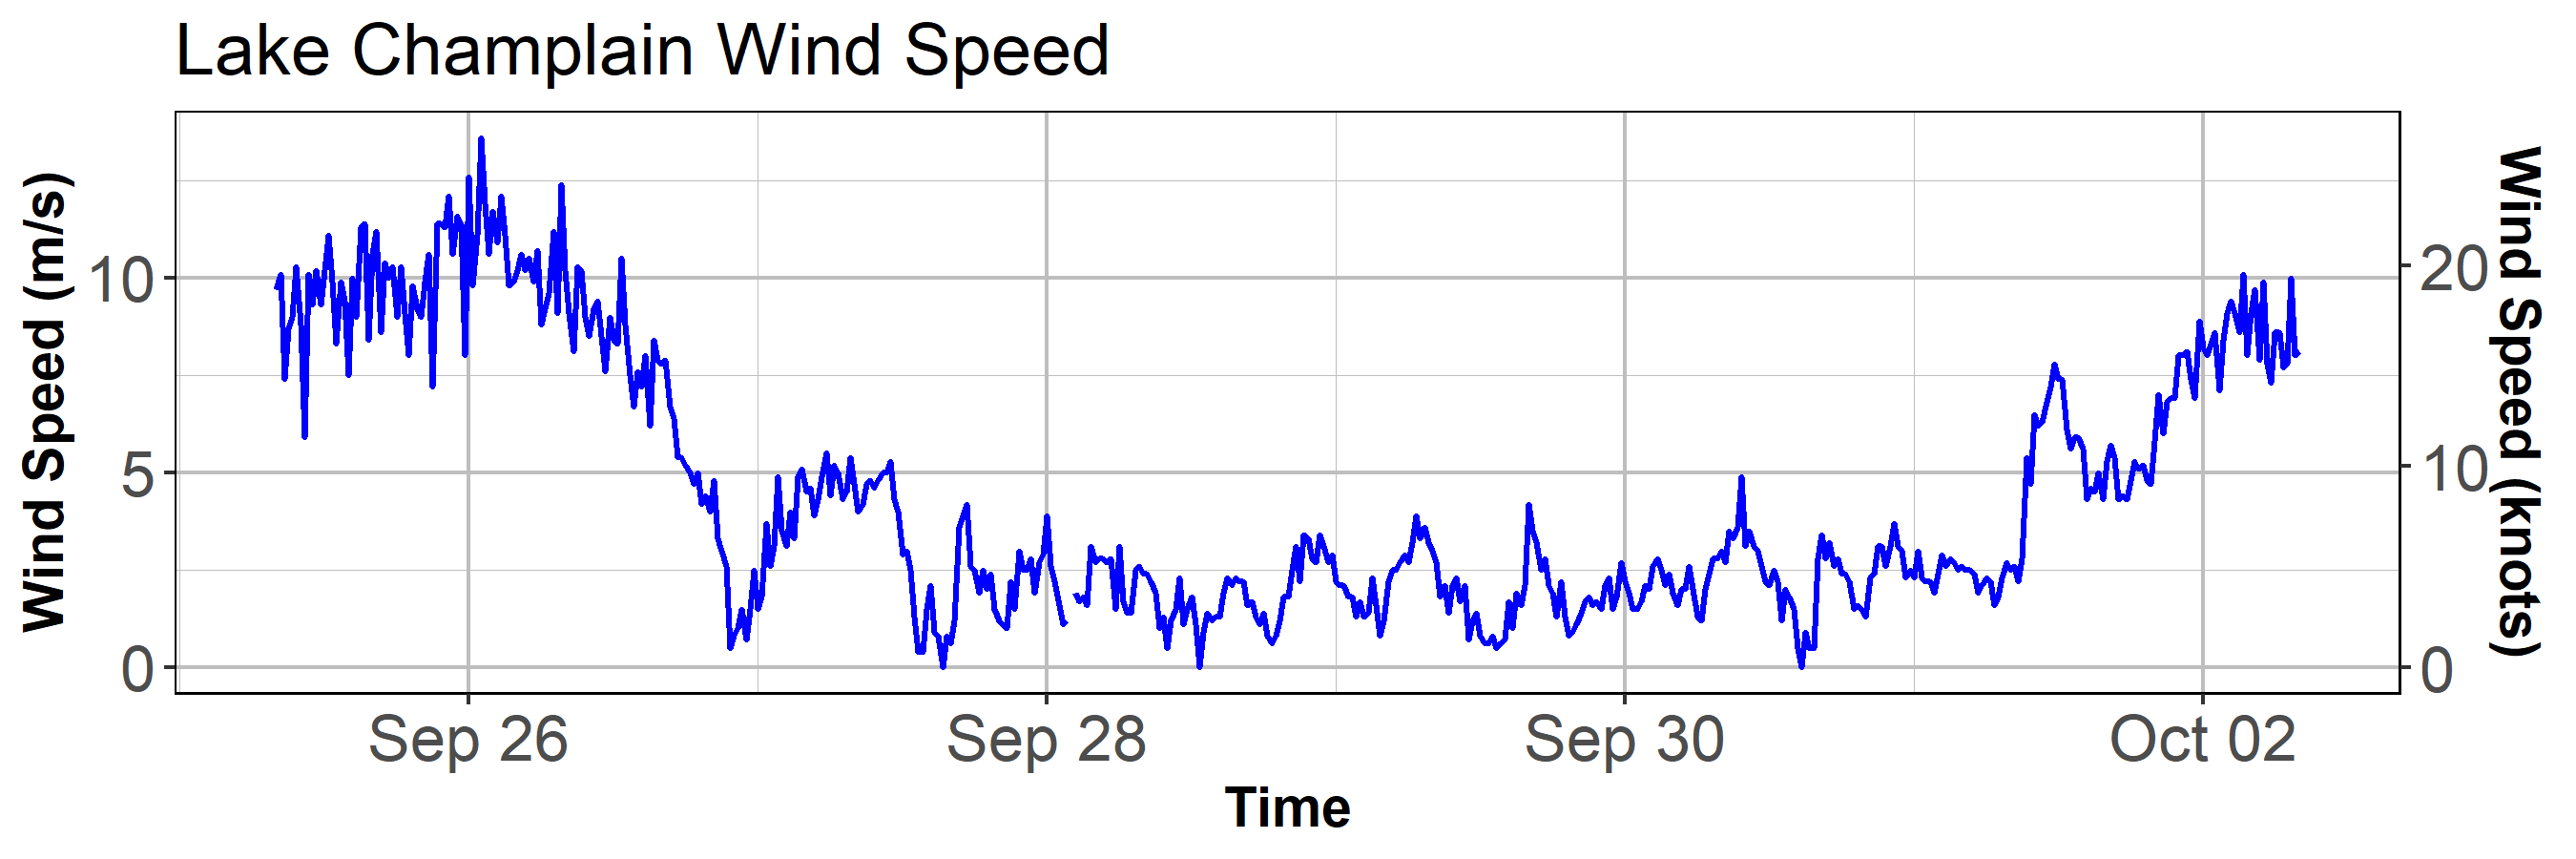 Lake Champlain Wind Speed
Wind Speed (m/s)
10
5
0
20
10
0
Wind Speed (knots)
Sep 26
Sep 28
Sep 30
Oct 02
Time